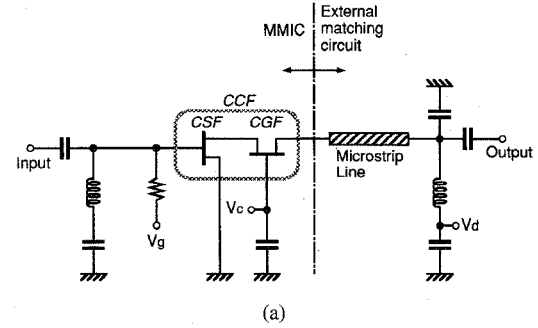 External
MMIC matching
circuit
CCF
CSF CGF
Input
Microstrip
Line
Output
Vc
Vg
Vd
(a)